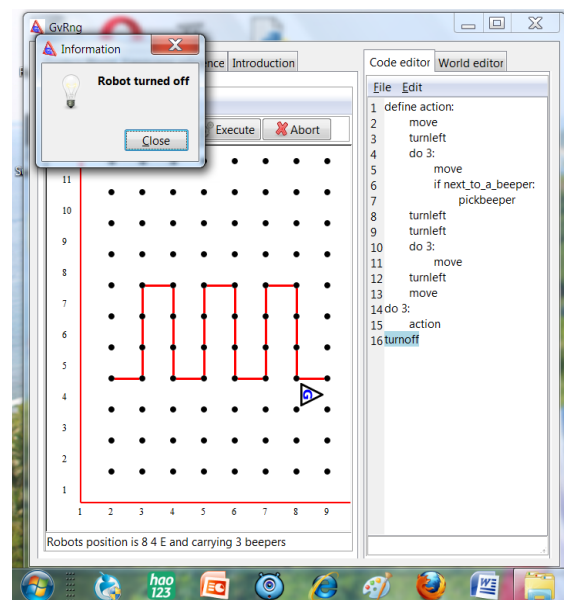 GvRng
Information
Robot turned off
Close
ence
Introduction
Execute
Abort
Code editor
World editor
File Edit
1 define action:
2 move
3 turnleft
4 do 3:
5 move
6 if next_to_a_beeper:
7 pickbeeper
8 turnleft
9 turnleft
10 do 3:
11 move
12 turnleft
13 move
14 do 3:
15 action
16 turnoff
11
10
9
8
7
6
5
4
3
2
1
1 2 3 4 5 6 7 8 9
G
Robots position is 8 4 E and carrying 3 beepers
hao
123